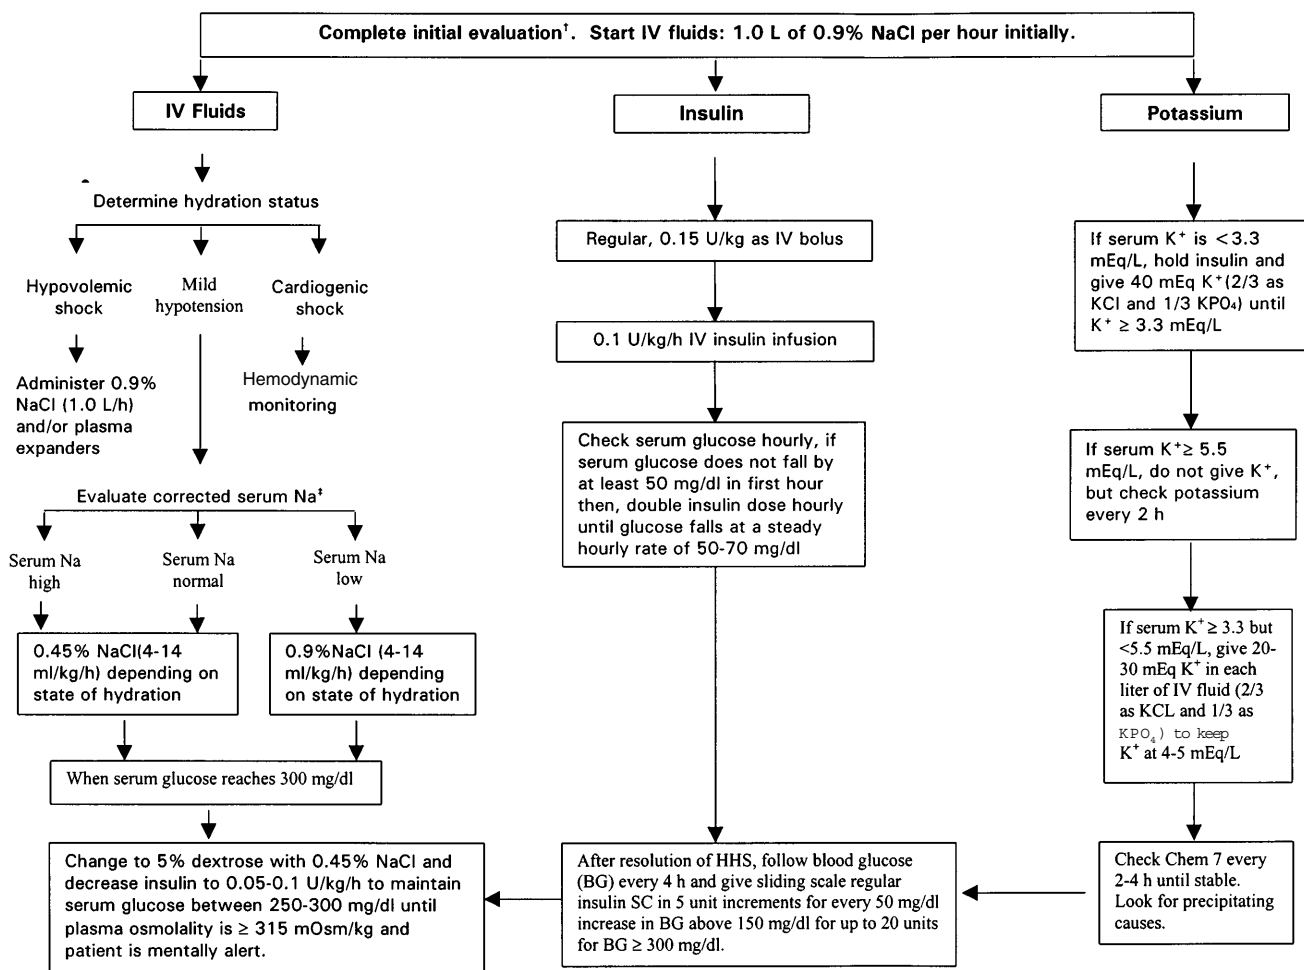 Complete initial evaluation†. Start IV fluids: 1.0 L of 0.9% NaCl per hour initially.
IV Fluids
Determine hydration status
Hypovolemic
shock
Mild
hypotension
Cardiogenic
shock
Administer 0.9%
NaCl (1.0 L/h)
and/or plasma
expanders
Hemodynamic
monitoring
Evaluate corrected serum Na‡
Serum Na
high
Serum Na
normal
Serum Na
low
0.45% NaCl(4-14
ml/kg/h) depending on
state of hydration
0.9%NaCl (4-14
ml/kg/h) depending
on state of hydration
When serum glucose reaches 300 mg/dl
Change to 5% dextrose with 0.45% NaCl and
decrease insulin to 0.05-0.1 U/kg/h to maintain
serum glucose between 250-300 mg/dl until
plasma osmolality is ≥ 315 mOsm/kg and
patient is mentally alert.
Insulin
Regular, 0.15 U/kg as IV bolus
0.1 U/kg/h IV insulin infusion
Check serum glucose hourly, if
serum glucose does not fall by
at least 50 mg/dl in first hour
then, double insulin dose hourly
until glucose falls at a steady
hourly rate of 50-70 mg/dl
After resolution of HHS, follow blood glucose
(BG) every 4 h and give sliding scale regular
insulin SC in 5 unit increments for every 50 mg/dl
increase in BG above 150 mg/dl for up to 20 units
for BG ≥ 300 mg/dl.
Potassium
If serum K⁺ is <3.3
mEq/L, hold insulin and
give 40 mEq K⁺(2/3 as
KCl and 1/3 KPO₄) until
K⁺ ≥ 3.3 mEq/L
If serum K⁺≥ 5.5
mEq/L, do not give K⁺,
but check potassium
every 2 h
If serum K⁺ ≥ 3.3 but
<5.5 mEq/L, give 20-
30 mEq K⁺ in each
liter of IV fluid (2/3
as KCL and 1/3 as
KPO₄) to keep
K⁺ at 4-5 mEq/L
Check Chem 7 every
2-4 h until stable.
Look for precipitating
causes.